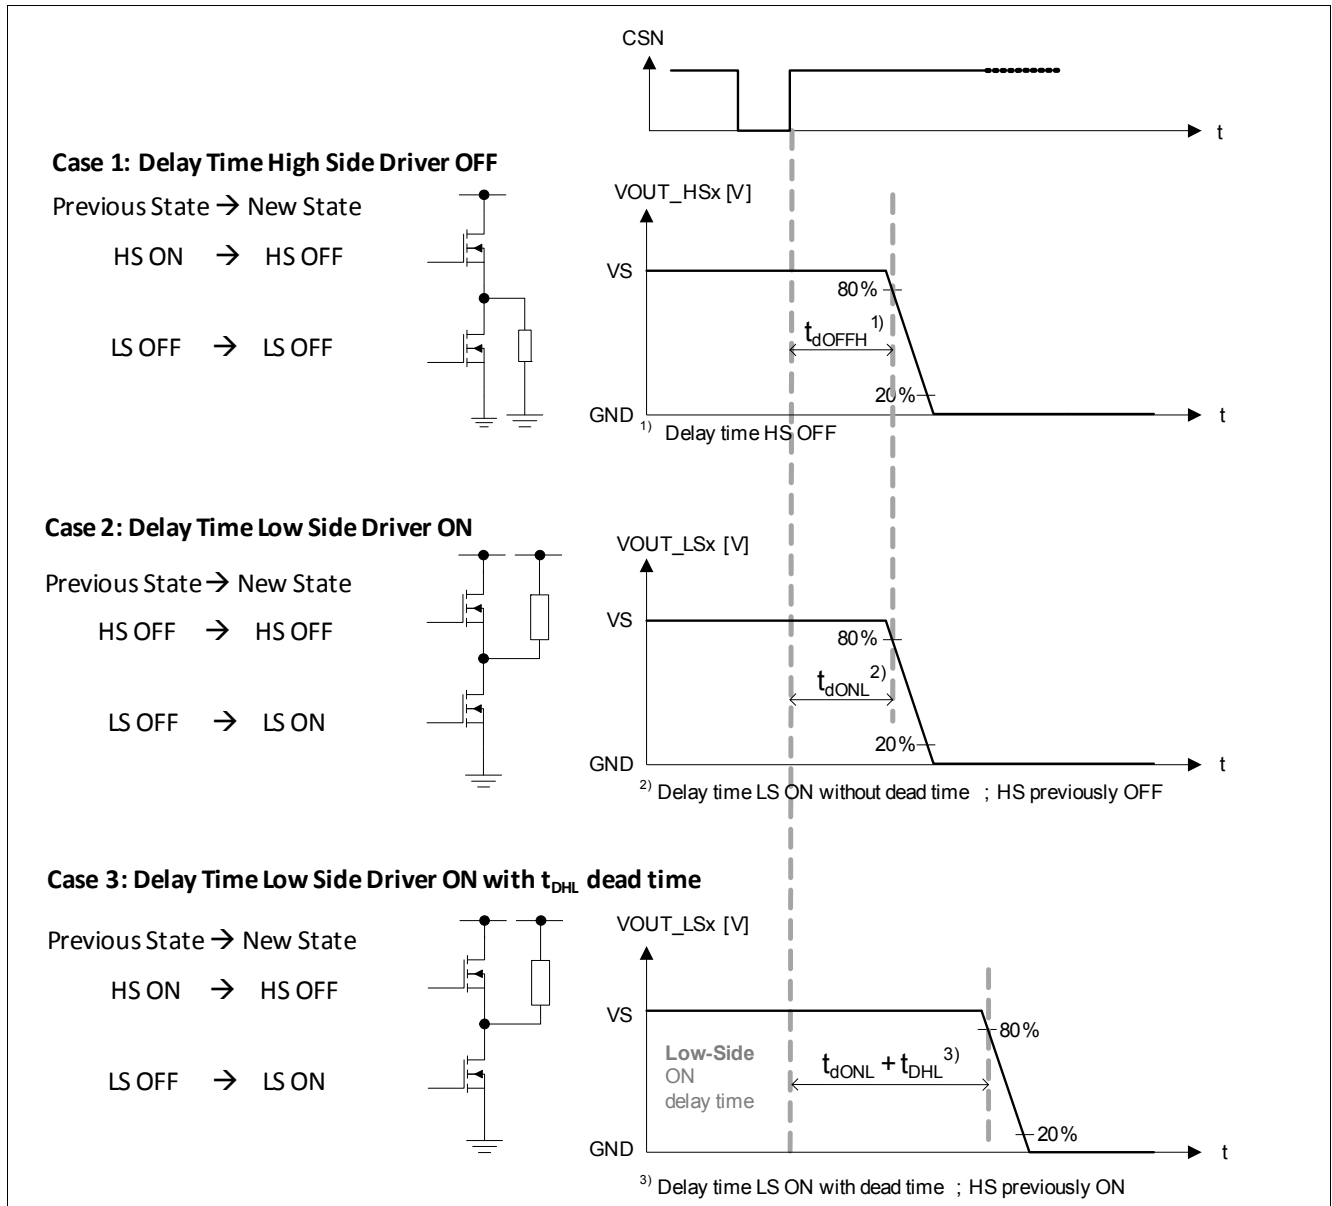 CSN
t
Case 1: Delay Time High Side Driver OFF
Previous State → New State
HS ON → HS OFF
LS OFF → LS OFF
VOUT_HSx [V]
VS
80%
tdOFFH 1)
20%
GND
t
1) Delay time HS OFF
Case 2: Delay Time Low Side Driver ON
Previous State → New State
HS OFF → HS OFF
LS OFF → LS ON
VOUT_LSx [V]
VS
80%
tdONL 2)
20%
GND
t
2) Delay time LS ON without dead time ; HS previously OFF
Case 3: Delay Time Low Side Driver ON with tDHL dead time
Previous State → New State
HS ON → HS OFF
LS OFF → LS ON
VOUT_LSx [V]
VS
80%
Low-Side
ON
delay time
tdONL + tDHL 3)
20%
GND
t
3) Delay time LS ON with dead time ; HS previously ON